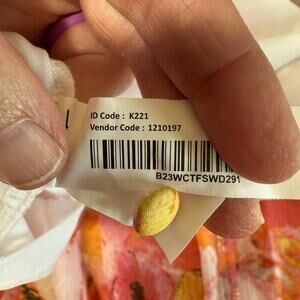 ID Code : K221
Vendor Code : 1210197
B23WCTFSWD291